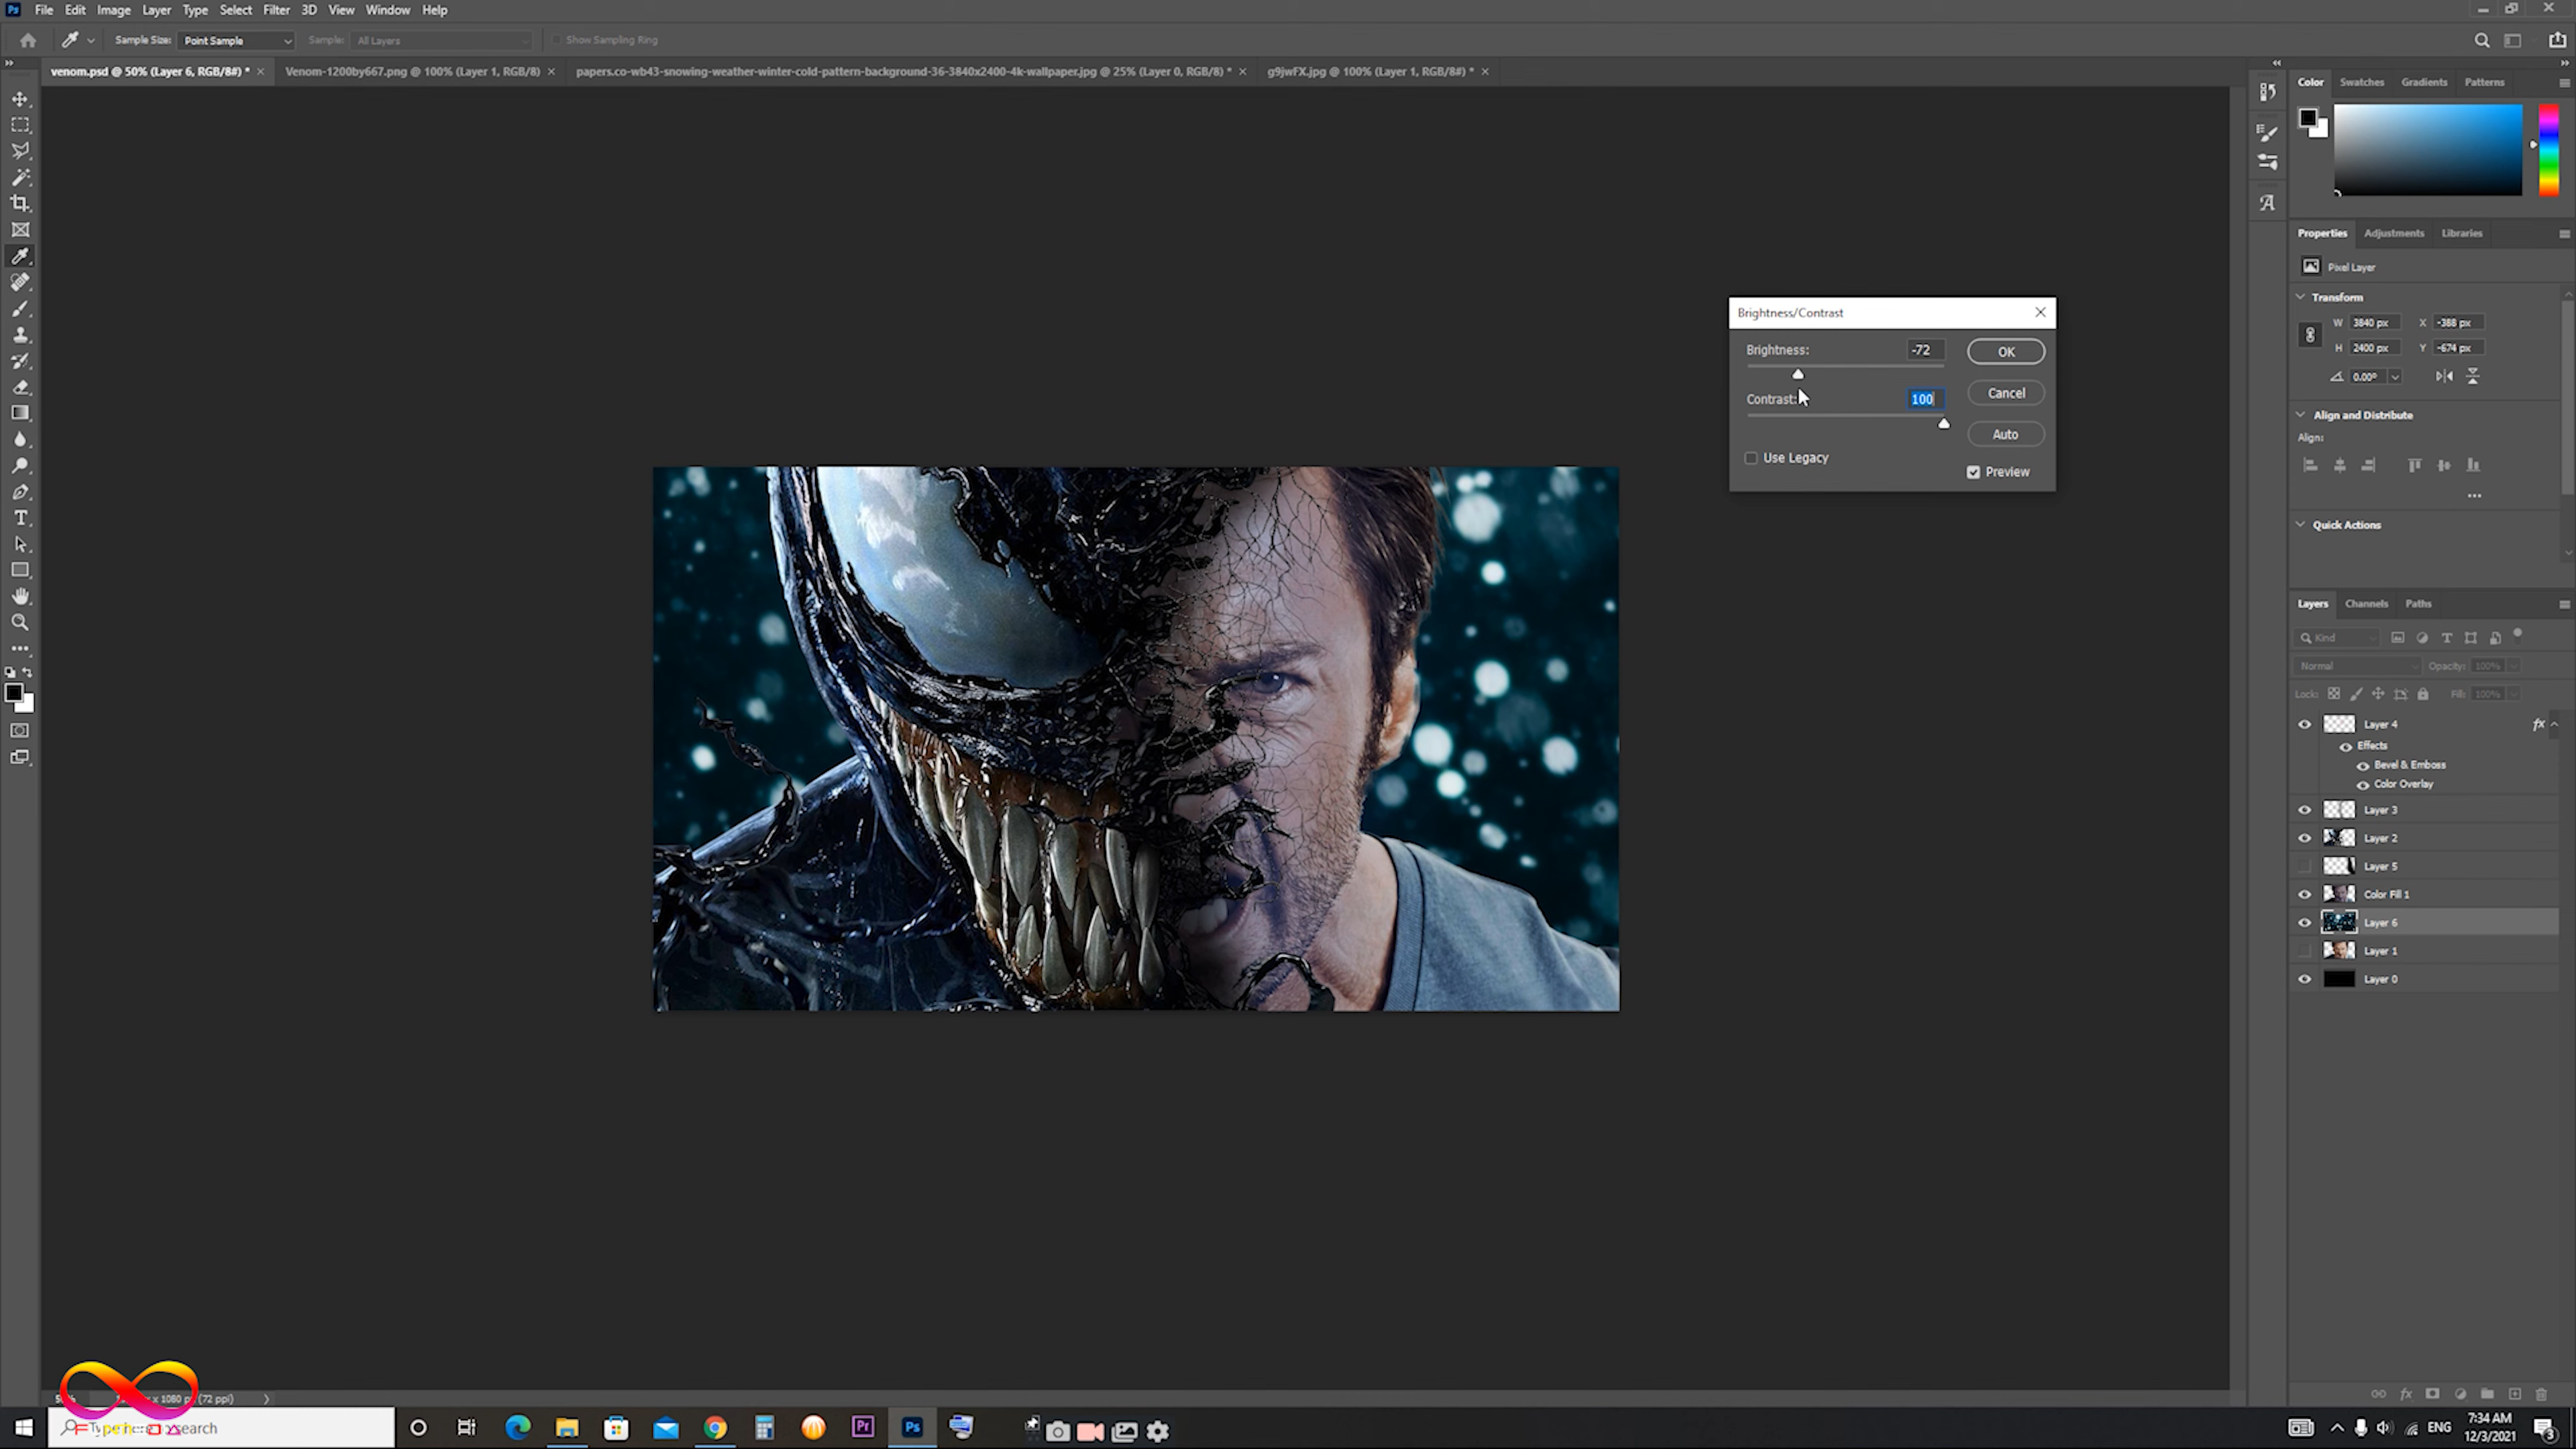 Ps File Edit Image Layer Type Select Filter 3D View Window Help
Sample Size: Point Sample Sample: All Layers Show Sampling Ring
venom.psd @ 50% (Layer 6, RGB/8#) * Venom-1200by667.png @ 100% (Layer 1, RGB/8) papers.co-wb43-snowing-weather-winter-cold-pattern-background-36-3840x2400-4k-wallpaper.jpg @ 25% (Layer 0, RGB/8) * g9jwFX.jpg @ 100% (Layer 1, RGB/8#) *
Color Swatches Gradients Patterns
Properties Adjustments Libraries
Pixel Layer
Transform
W 3840 px X -388 px
H 2400 px Y -674 px
0.00°
Align and Distribute
Align:
Quick Actions
Brightness/Contrast
Brightness: -72 OK
Contrast: 100 Cancel
Auto
Use Legacy
Preview
Layers Channels Paths
Kind
Normal Opacity: 100%
Lock: Fill: 100%
Layer 4 fx
Effects
Bevel & Emboss
Color Overlay
Layer 3
Layer 2
Layer 5
Color Fill 1
Layer 6
Layer 1
Layer 0
x 1080 p (72 ppi)
search
Pr Ps
ENG 7:34 AM
12/3/2021 3